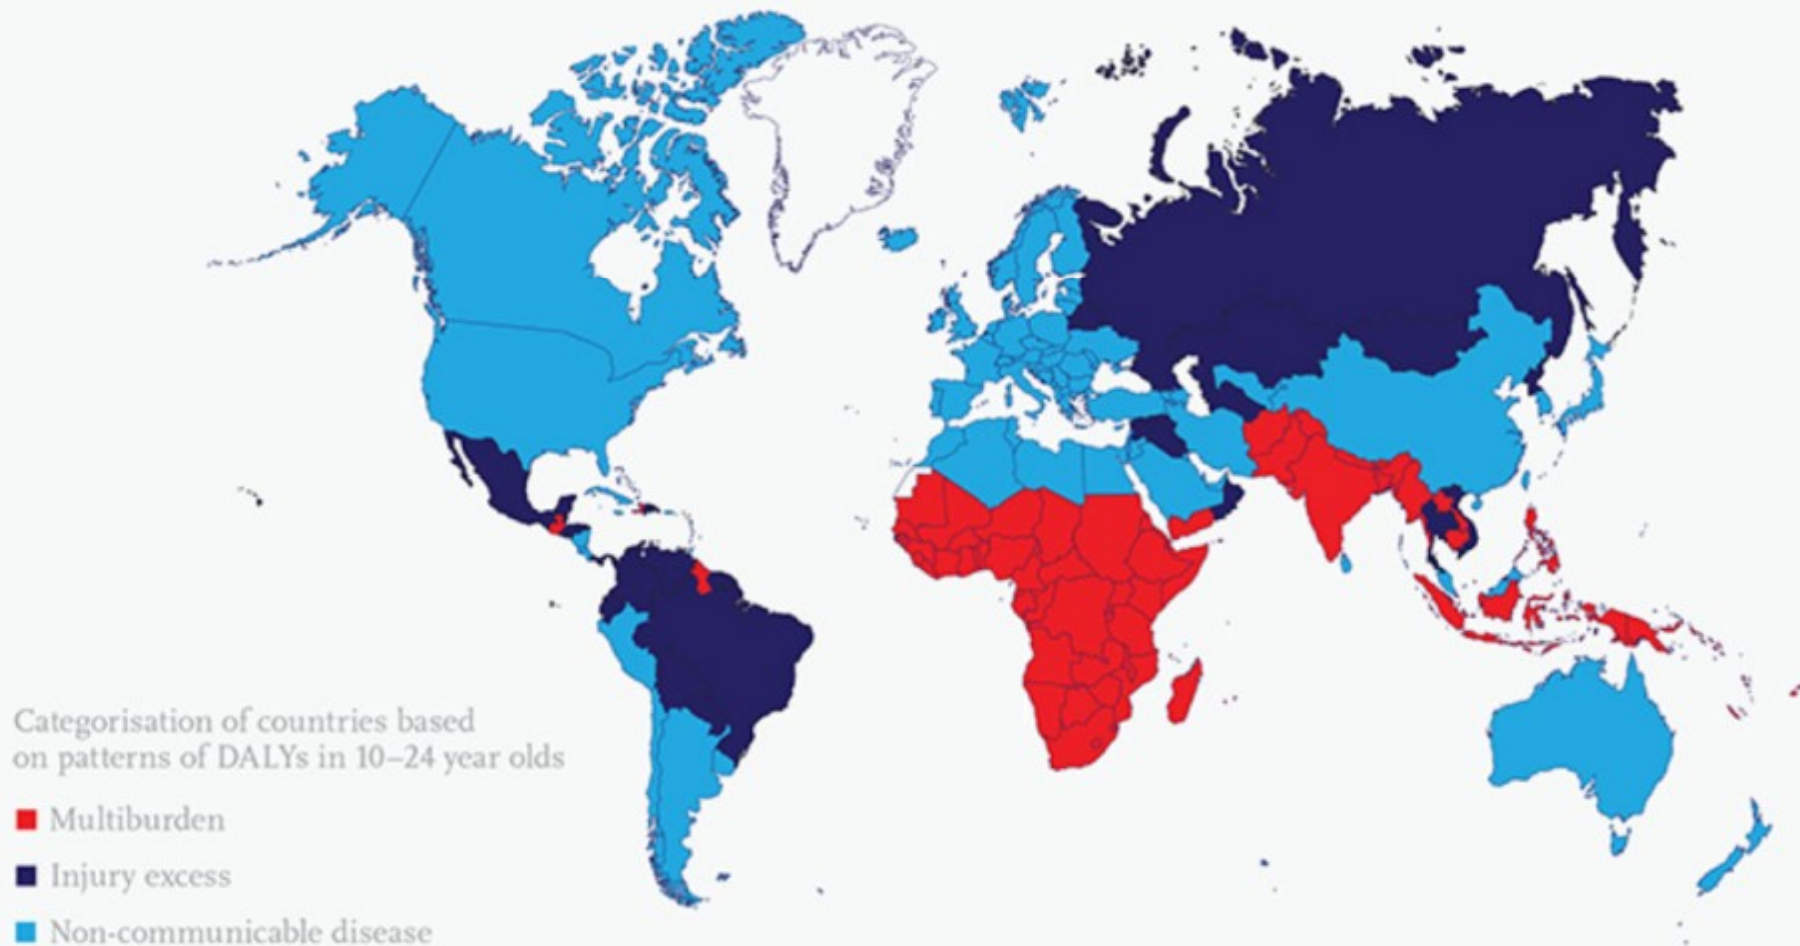 Categorisation of countries based
on patterns of DALYs in 10–24 year olds
Multiburden
Injury excess
Non-communicable disease